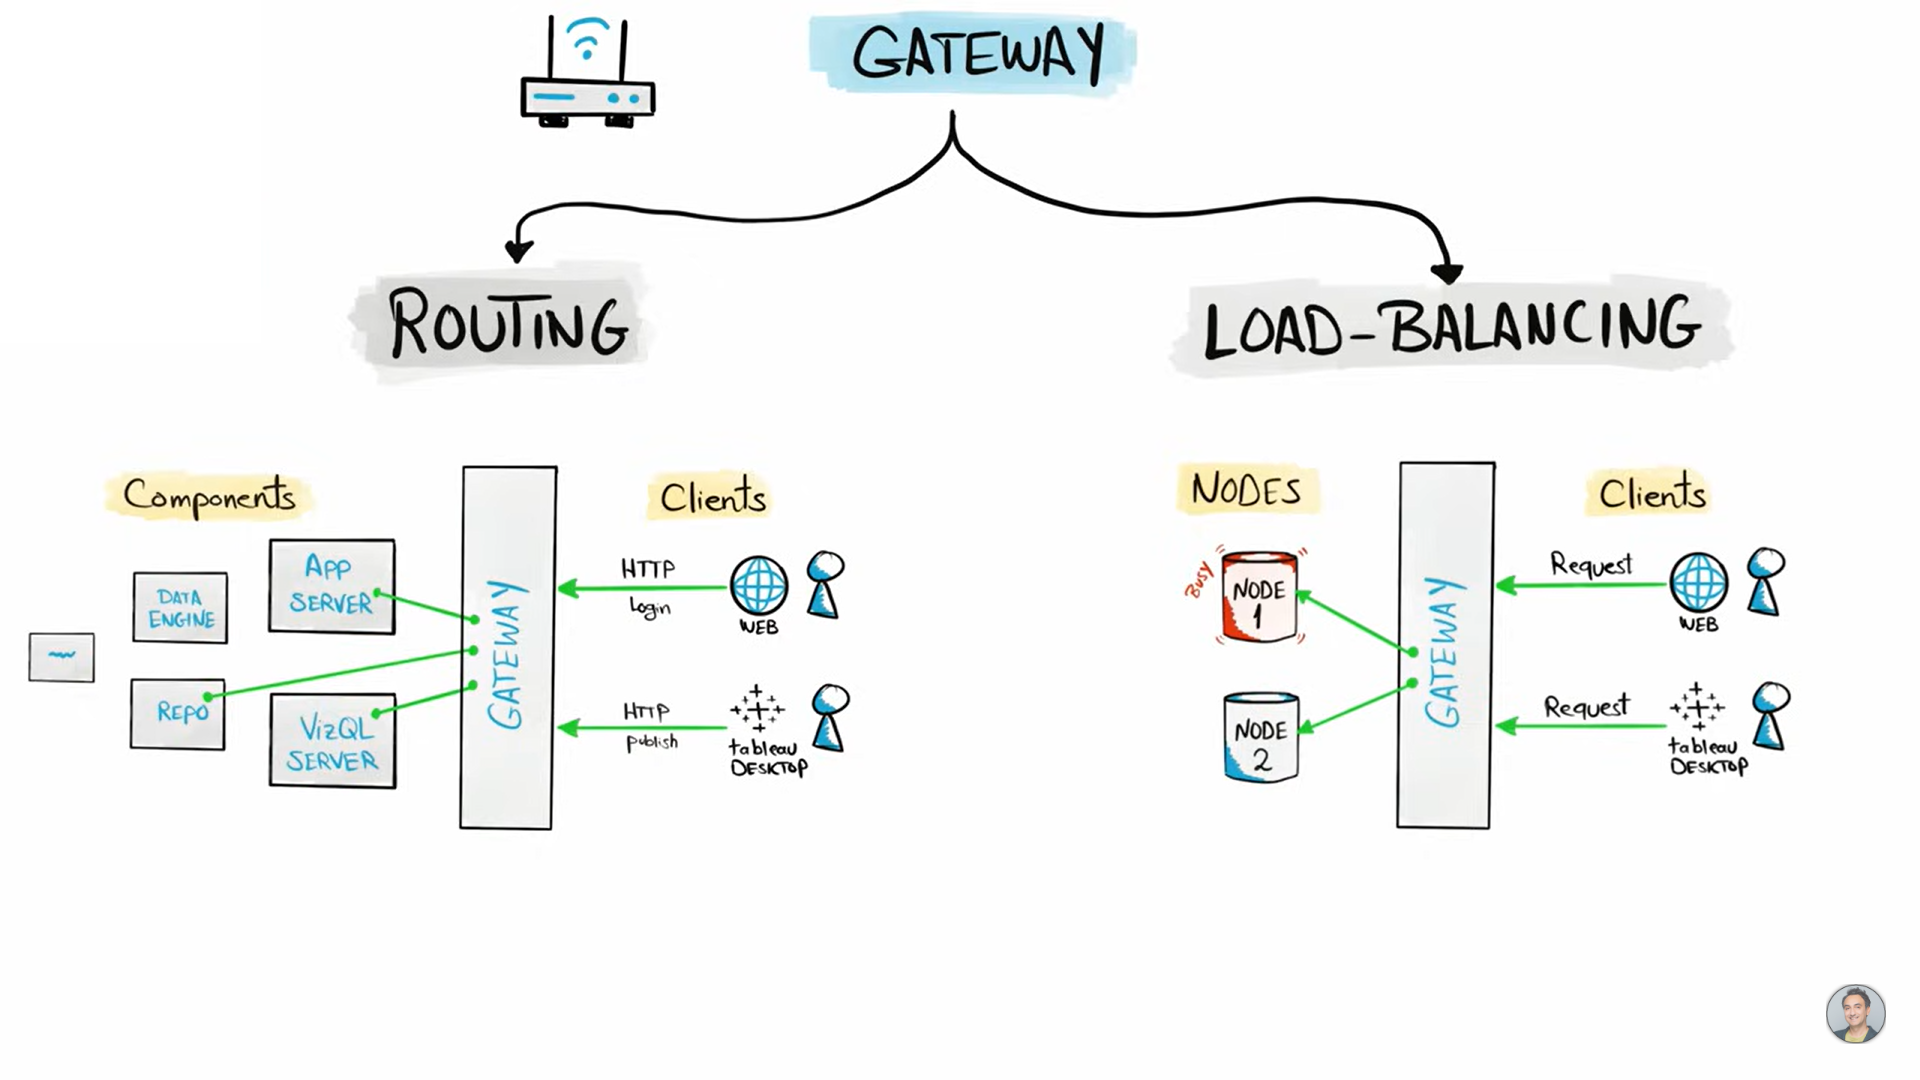 GATEWAY
ROUTING
LOAD-BALANCING
Components
Clients
APP
SERVER
DATA
ENGINE
REPO
VizQL
SERVER
GATEWAY
HTTP
Login
WEB
HTTP
publish
tableau
DESKTOP
NODES
Clients
BUSY
NODE
1
NODE
2
GATEWAY
Request
WEB
Request
tableau
DESKTOP